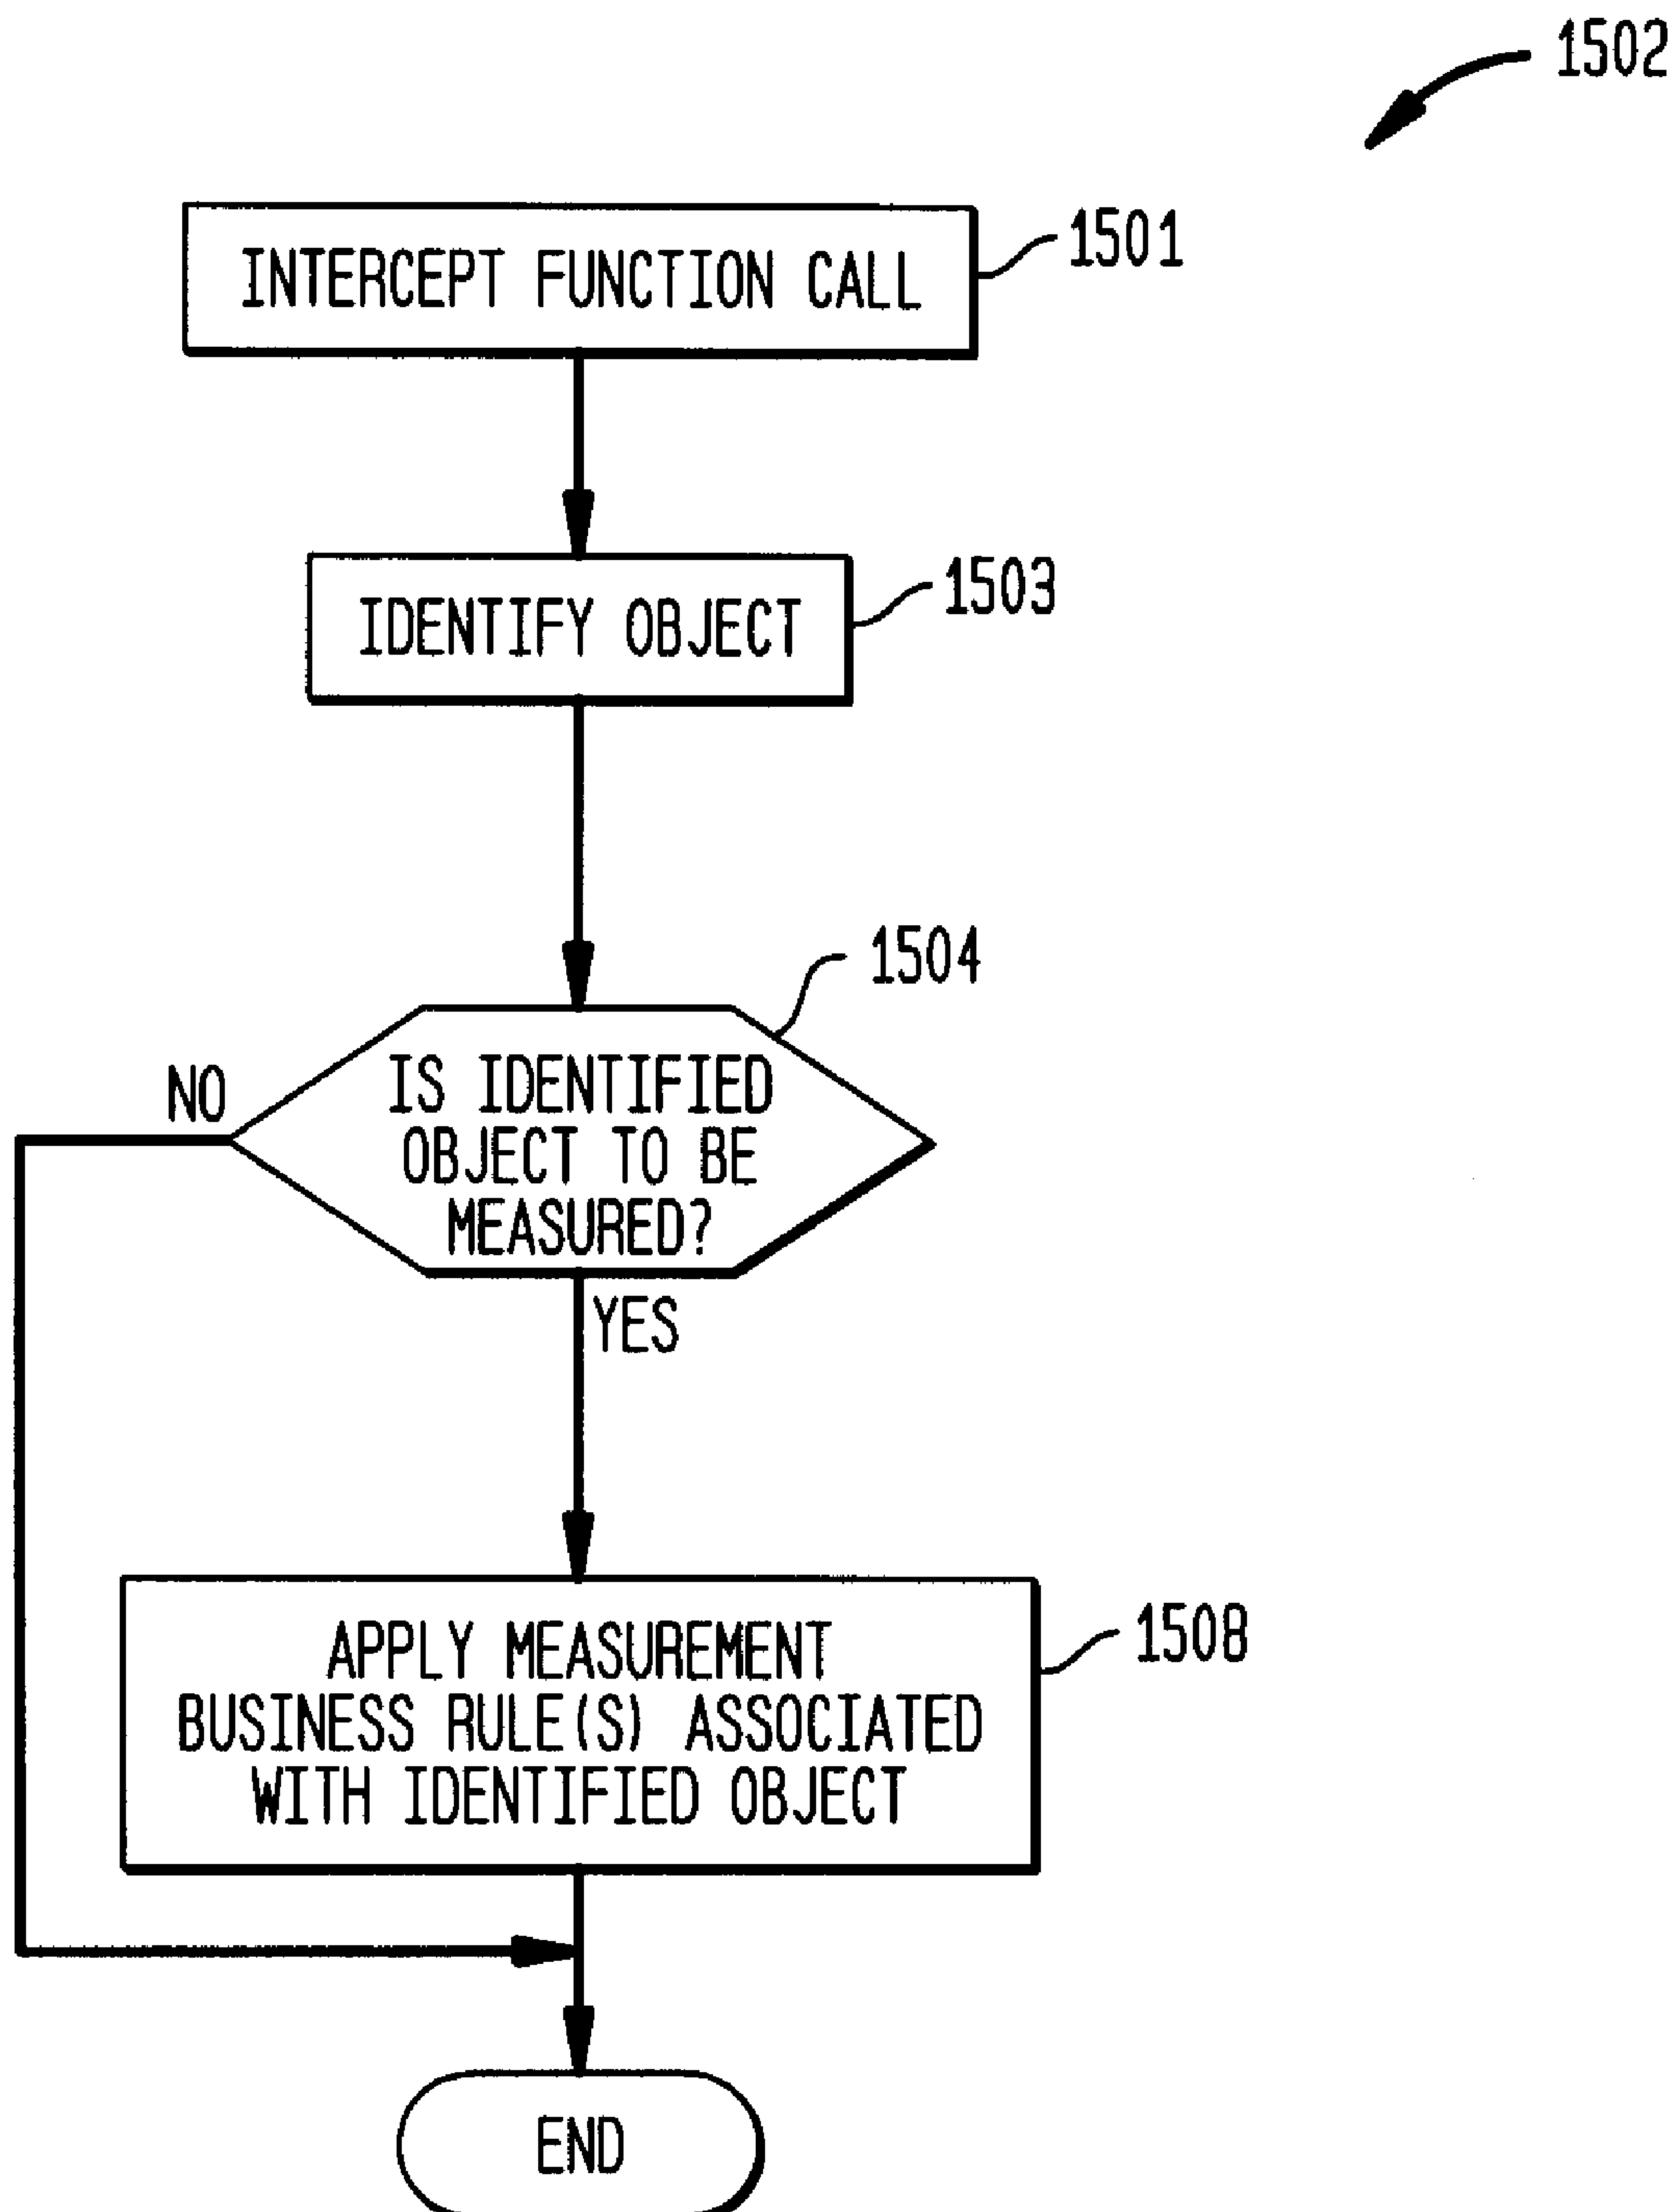 1502
INTERCEPT FUNCTION CALL
1501
IDENTIFY OBJECT
1503
1504
NO
IS IDENTIFIED
OBJECT TO BE
MEASURED?
YES
APPLY MEASUREMENT
BUSINESS RULE(S) ASSOCIATED
WITH IDENTIFIED OBJECT
1508
END